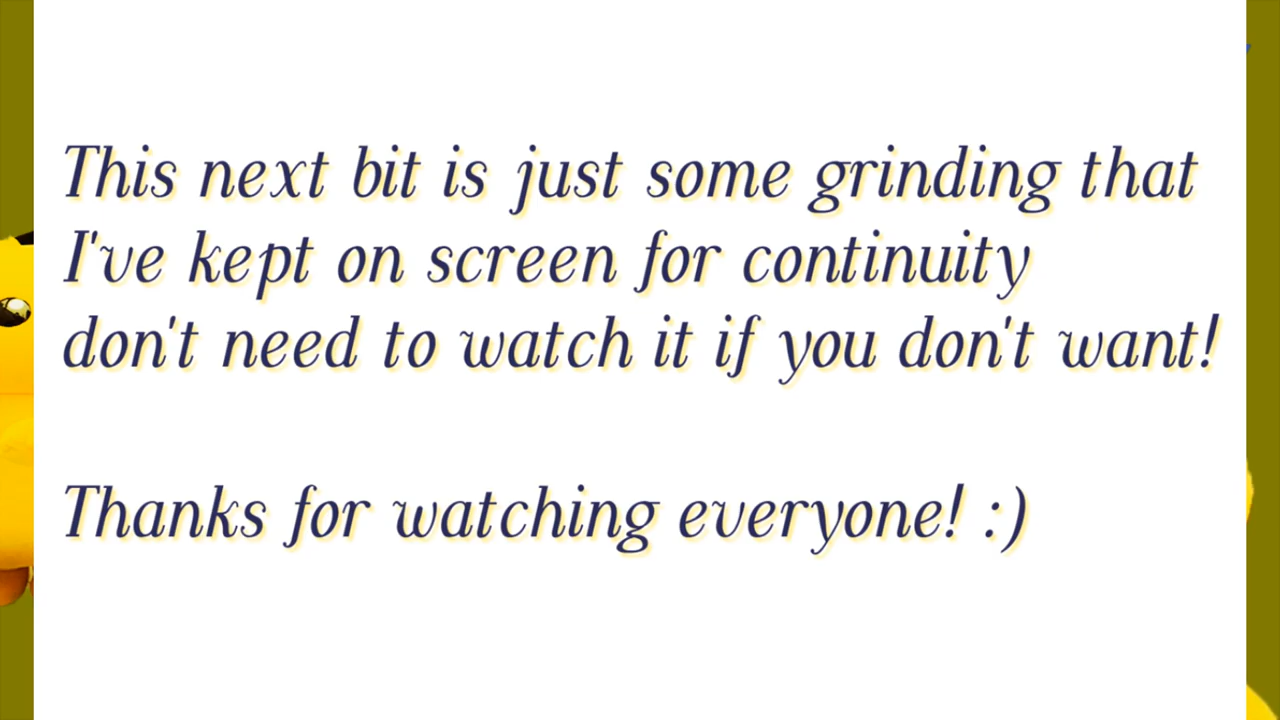 This next bit is just some grinding that
I've kept on screen for continuity
don't need to watch it if you don't want!
Thanks for watching everyone! :)